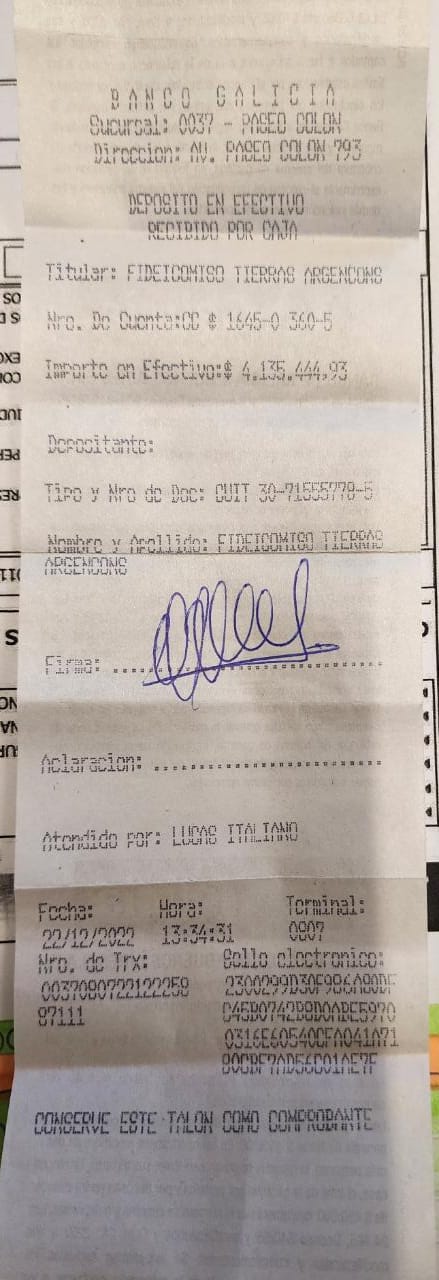 BANCO GALICIA
Sucursal: 0037 - PASEO COLON
Direccion: AV. PASEO COLON 793
DEPOSITO EN EFECTIVO
RECIBIDO POR CAJA
Titular: FIDEICOMISO TIERRAS ARGENCONS
Nro. De Cuenta:CC $ 1645-0 360-5
Importe en Efectivo:$ 4.135.444,93
Depositante:
Tipo y Nro de Doc: CUIT 30-71555778-5
Nombre y Apellido: FIDEICOMISO TIERRAS
ARGENCONS
Firma: ..............................
Aclaracion: ..............................
Atendido por: LUCAS ITALIANO
Fecha: Hora: Terminal:
22/12/2022 13:34:31 0807
Nro. de Trx: Sello electronico:
0037080722122258
87111
CONSERVE ESTE TALON COMO COMPROBANTE